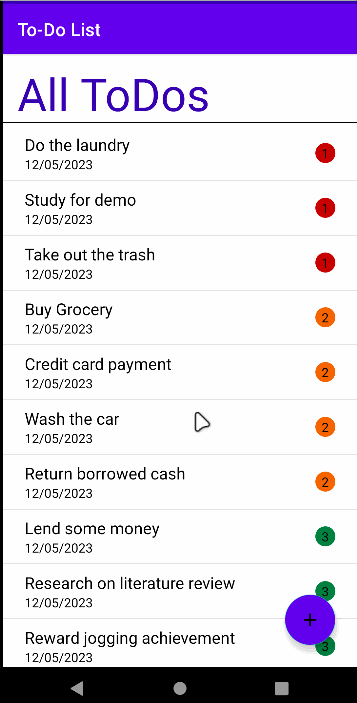 To-Do List
All ToDos
Do the laundry
12/05/2023
1
Study for demo
12/05/2023
1
Take out the trash
12/05/2023
1
Buy Grocery
12/05/2023
2
Credit card payment
12/05/2023
2
Wash the car
12/05/2023
2
Return borrowed cash
12/05/2023
2
Lend some money
12/05/2023
3
Research on literature review
12/05/2023
3
Reward jogging achievement
12/05/2023
3
+